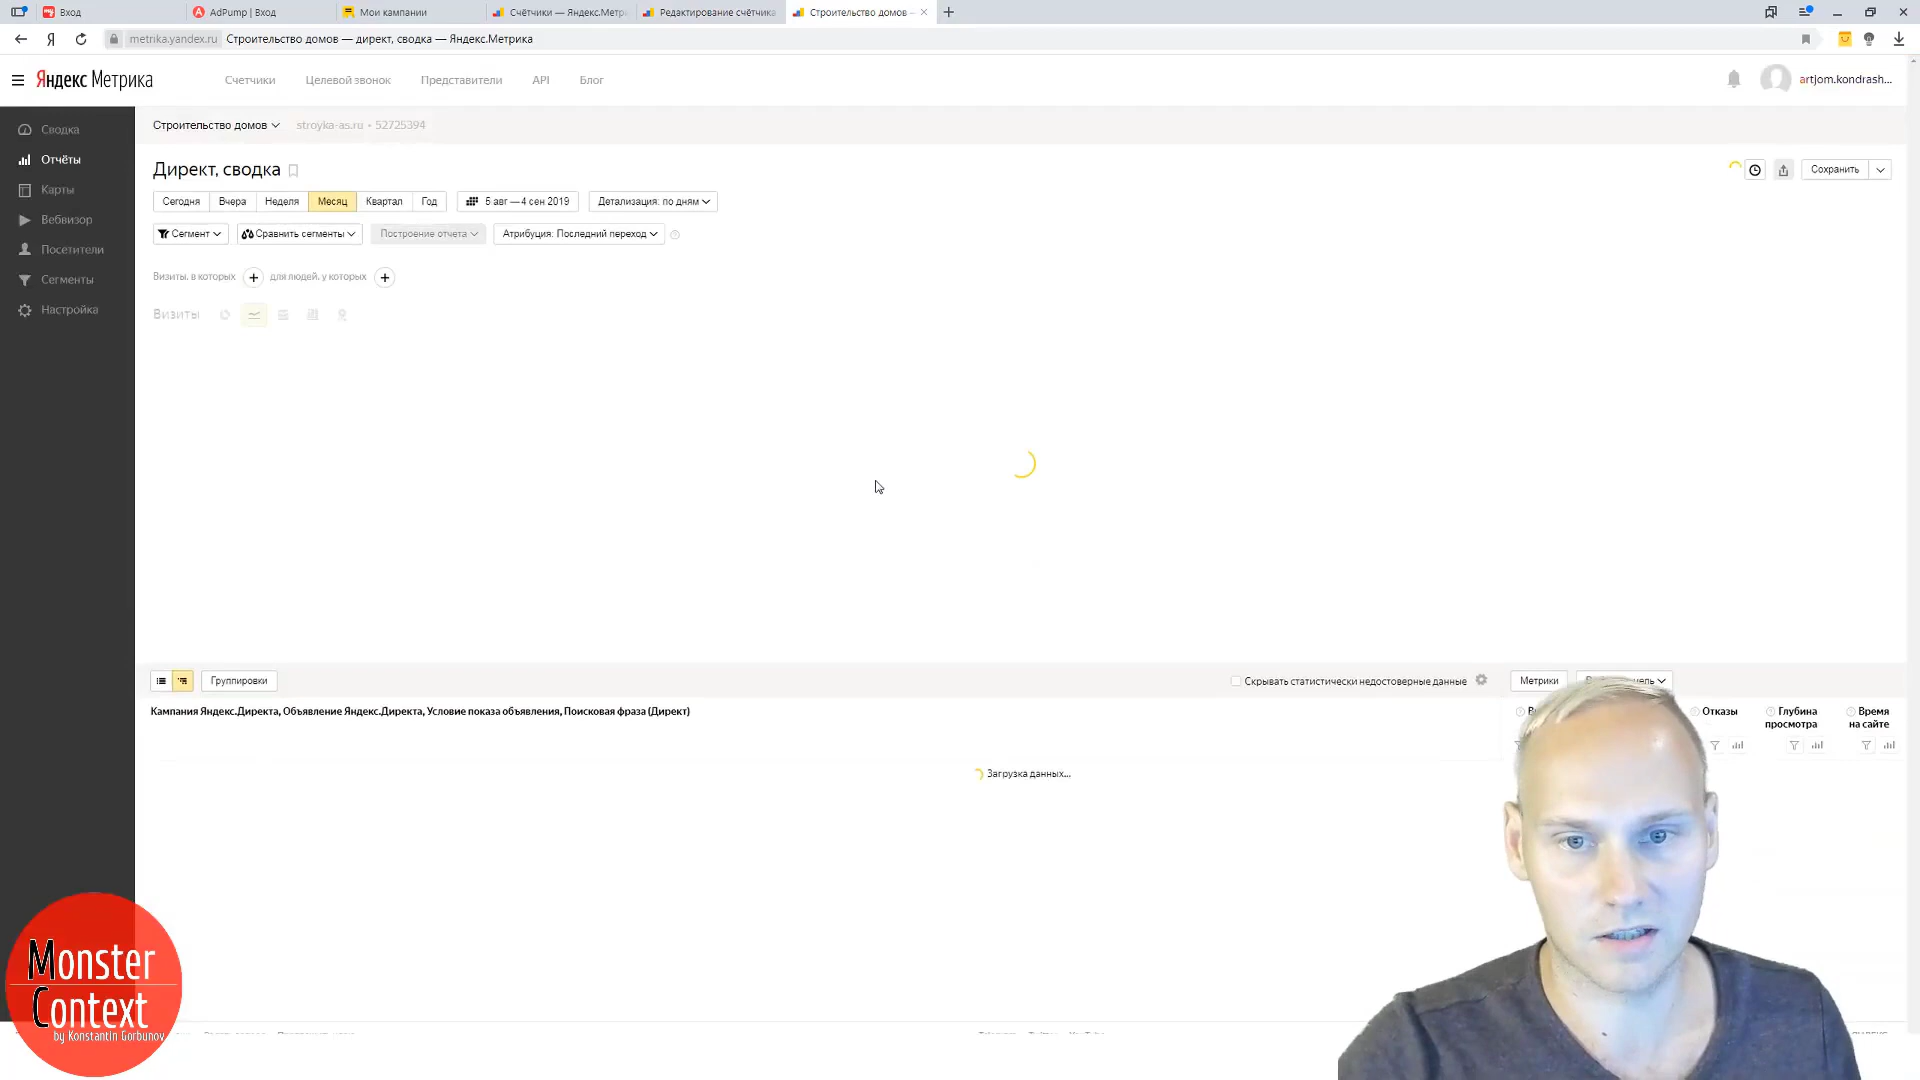 Вход
AdPump | Вход
Мои кампании
Счётчики — Яндекс.Метр
Редактирование счётчика
Строительство домов –
metrika.yandex.ru Строительство домов — директ, сводка — Яндекс.Метрика
Яндекс Метрика
Счетчики
Целевой звонок
Представители
API
Блог
artjom.kondrash...
Сводка
Отчёты
Карты
Вебвизор
Посетители
Сегменты
Настройка
Строительство домов
stroyka-as.ru • 52725394
Директ, сводка
Сохранить
Сегодня
Вчера
Неделя
Месяц
Квартал
Год
5 авг — 4 сен 2019
Детализация: по дням
Сегмент
Сравнить сегменты
Построение отчета
Атрибуция: Последний переход
Визиты, в которых
для людей, у которых
Визиты
Группировки
Скрывать статистически недостоверные данные
Метрики
Кампания Яндекс.Директа, Объявление Яндекс.Директа, Условие показа объявления, Поисковая фраза (Директ)
Отказы
Глубина просмотра
Время на сайте
Загрузка данных...
Monster
Context
by Konstantin Gorbunov